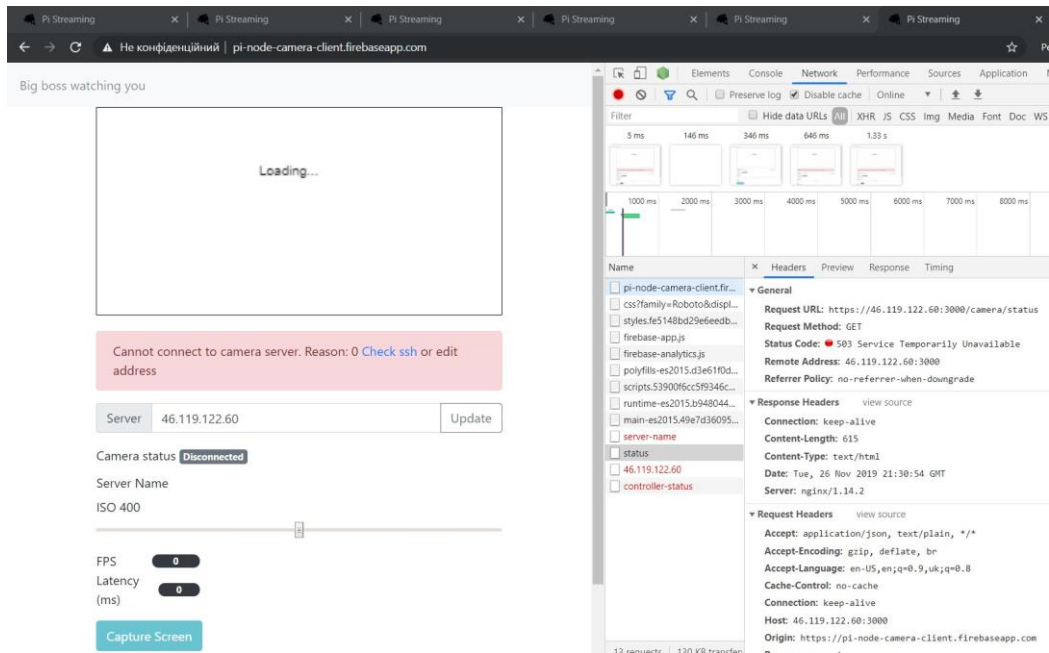 Pi Streaming × Pi Streaming × Pi Streaming × Pi Streaming × Pi Streaming × Pi Streaming ×
Не конфіденційний | pi-node-camera-client.firebaseapp.com
Big boss watching you
Loading...
Cannot connect to camera server. Reason: 0 Check ssh or edit
address
Server 46.119.122.60 Update
Camera status Disconnected
Server Name
ISO 400
FPS 0
Latency
(ms) 0
Capture Screen
Elements Console Network Performance Sources Application
Preserve log Disable cache Online
Filter Hide data URLs All XHR JS CSS Img Media Font Doc WS
5 ms 146 ms 346 ms 646 ms 1.33 s
1000 ms 2000 ms 3000 ms 4000 ms 5000 ms 6000 ms 7000 ms 8000 ms
Name
pi-node-camera-client.fir...
css?family=Roboto&displ...
styles.fe5148bd29e6eedb...
firebase-app.js
firebase-analytics.js
polyfills-es2015.d3e61f0d...
scripts.53900f6cc5f9346c...
runtime-es2015.b948044...
main-es2015.49e7d36095...
server-name
status
46.119.122.60
controller-status
× Headers Preview Response Timing
▼ General
Request URL: https://46.119.122.60:3000/camera/status
Request Method: GET
Status Code: 503 Service Temporarily Unavailable
Remote Address: 46.119.122.60:3000
Referrer Policy: no-referrer-when-downgrade
▼ Response Headers view source
Connection: keep-alive
Content-Length: 615
Content-Type: text/html
Date: Tue, 26 Nov 2019 21:30:54 GMT
Server: nginx/1.14.2
▼ Request Headers view source
Accept: application/json, text/plain, */*
Accept-Encoding: gzip, deflate, br
Accept-Language: en-US,en;q=0.9,uk;q=0.8
Cache-Control: no-cache
Connection: keep-alive
Host: 46.119.122.60:3000
Origin: https://pi-node-camera-client.firebaseapp.com
13 requests | 130 KB transfer